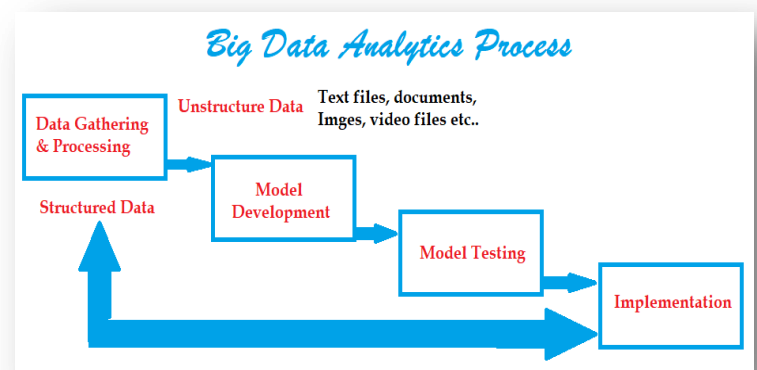 Big Data Analytics Process
Data Gathering
& Processing
Unstructure Data
Text files, documents,
Imges, video files etc..
Structured Data
Model
Development
Model Testing
Implementation